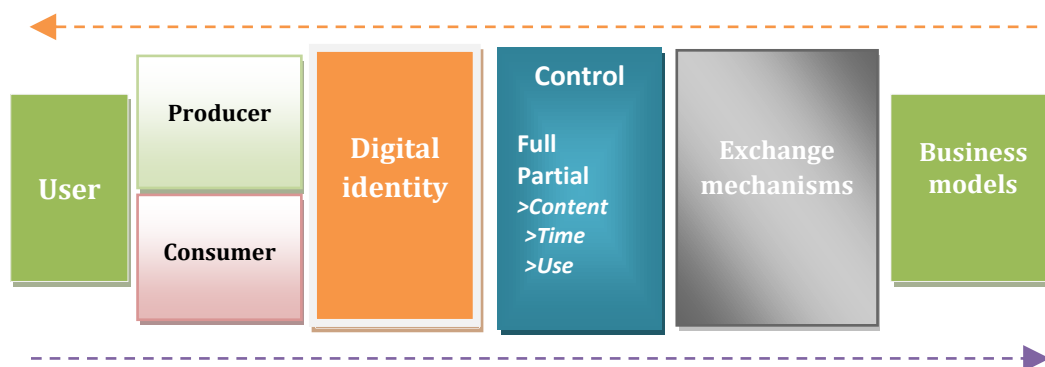 User
Producer
Consumer
Digital
identity
Control
Full
Partial
>Content
>Time
>Use
Exchange
mechanisms
Business
models